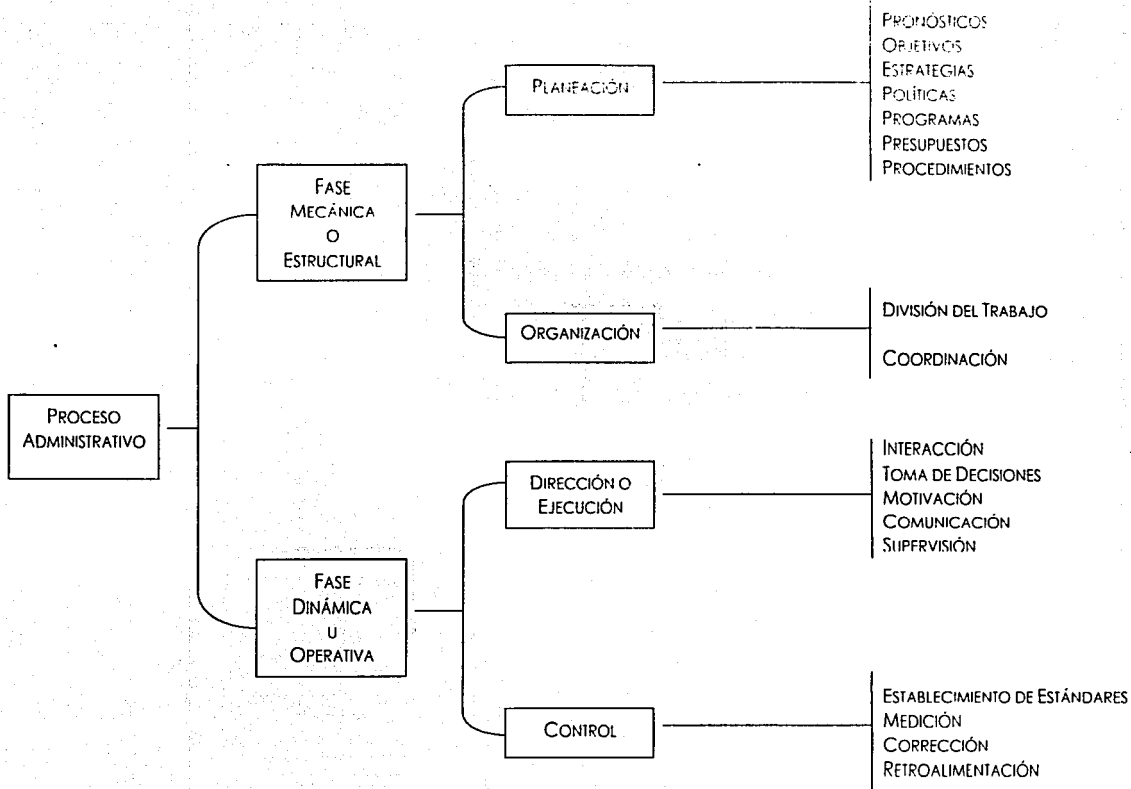 PROCESO
ADMINISTRATIVO
FASE
MECÁNICA
O
ESTRUCTURAL
PLANEACIÓN
PRONÓSTICOS
OBJETIVOS
ESTRATEGIAS
POLÍTICAS
PROGRAMAS
PRESUPUESTOS
PROCEDIMIENTOS
ORGANIZACIÓN
DIVISIÓN DEL TRABAJO
COORDINACIÓN
FASE
DINÁMICA
U
OPERATIVA
DIRECCIÓN O
EJECUCIÓN
INTERACCIÓN
TOMA DE DECISIONES
MOTIVACIÓN
COMUNICACIÓN
SUPERVISIÓN
CONTROL
ESTABLECIMIENTO DE ESTÁNDARES
MEDICIÓN
CORRECCIÓN
RETROALIMENTACIÓN